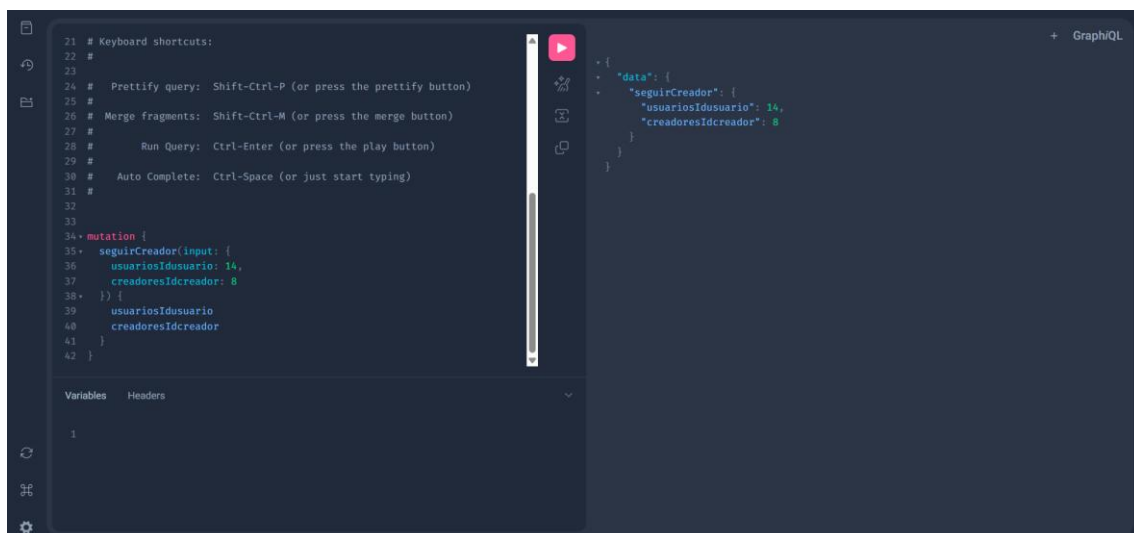 21 # Keyboard shortcuts:
22 #
23
24 #   Prettify query:  Shift-Ctrl-P (or press the prettify button)
25 #
26 #  Merge fragments:  Shift-Ctrl-M (or press the merge button)
27 #
28 #        Run Query:  Ctrl-Enter (or press the play button)
29 #
30 #    Auto Complete:  Ctrl-Space (or just start typing)
31 #
32
33
34 mutation {
35   seguirCreador(input: {
36     usuariosIdusuario: 14,
37     creadoresIdcreador: 8
38   }) {
39     usuariosIdusuario
40     creadoresIdcreador
41   }
42 }
Variables Headers
1
+ GraphiQL
{
  "data": {
    "seguirCreador": {
      "usuariosIdusuario": 14,
      "creadoresIdcreador": 8
    }
  }
}